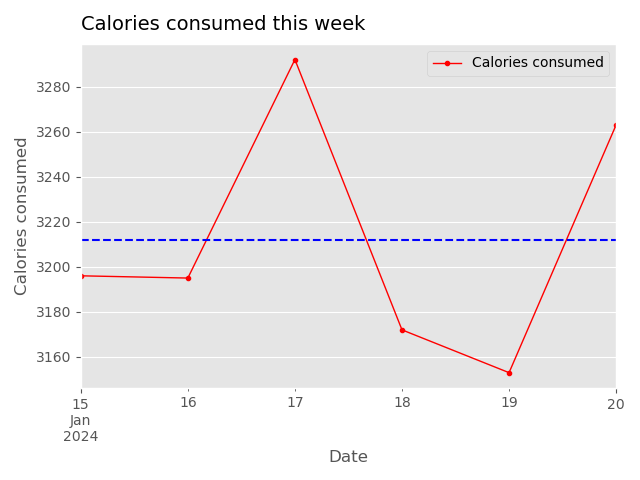 Calories consumed this week
Calories consumed
3280
3260
3240
3220
3200
3180
3160
Calories consumed
15 16 17 18 19 20
Jan
2024
Date